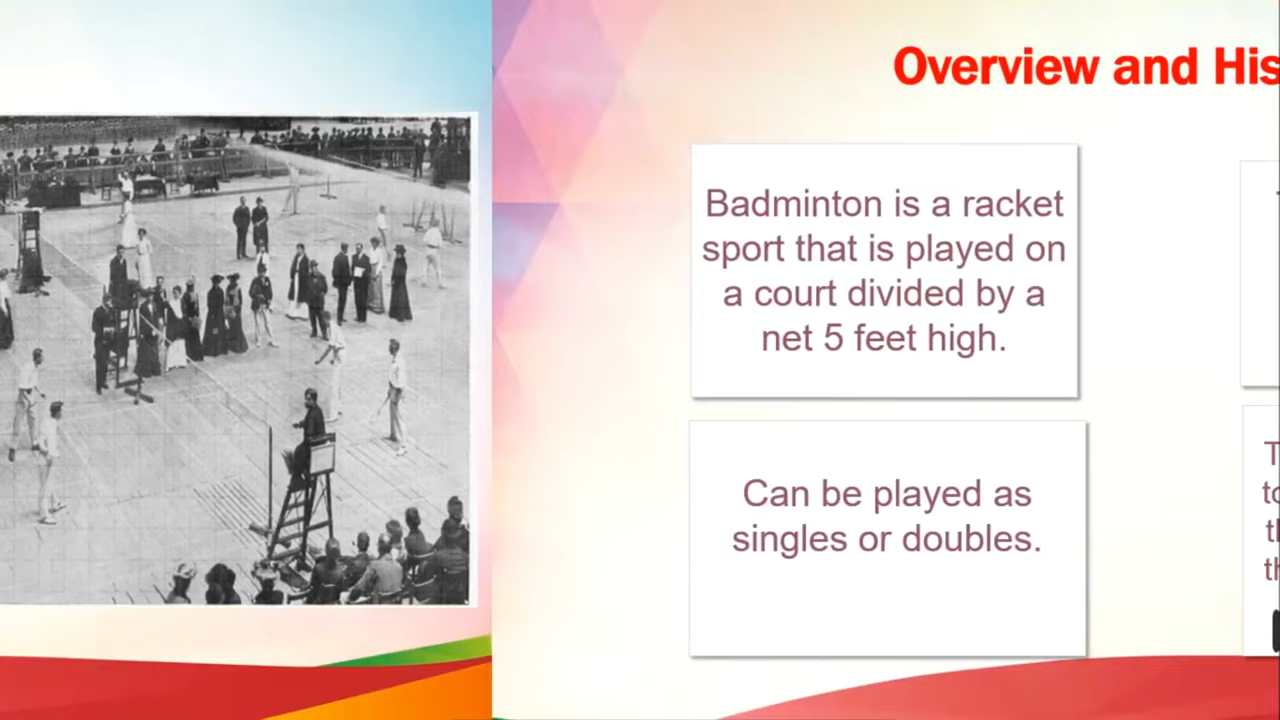 Overview and His
Badminton is a racket
sport that is played on
a court divided by a
net 5 feet high.
Can be played as
singles or doubles.